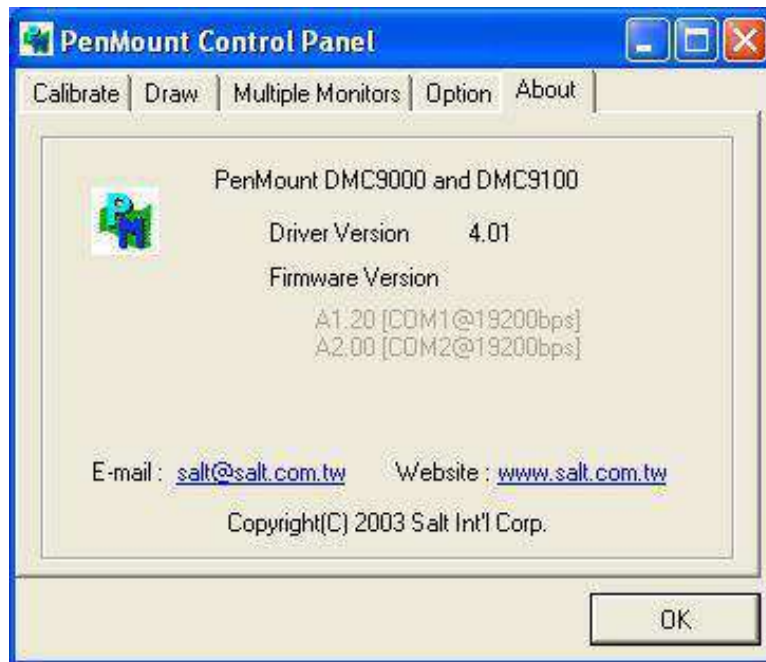 PenMount Control Panel
Calibrate Draw Multiple Monitors Option About
PM
PenMount DMC9000 and DMC9100
Driver Version 4.01
Firmware Version
A1.20 [COM1@19200bps]
A2.00 [COM2@19200bps]
E-mail : salt@salt.com.tw Website : www.salt.com.tw
Copyright(C) 2003 Salt Int'l Corp.
OK